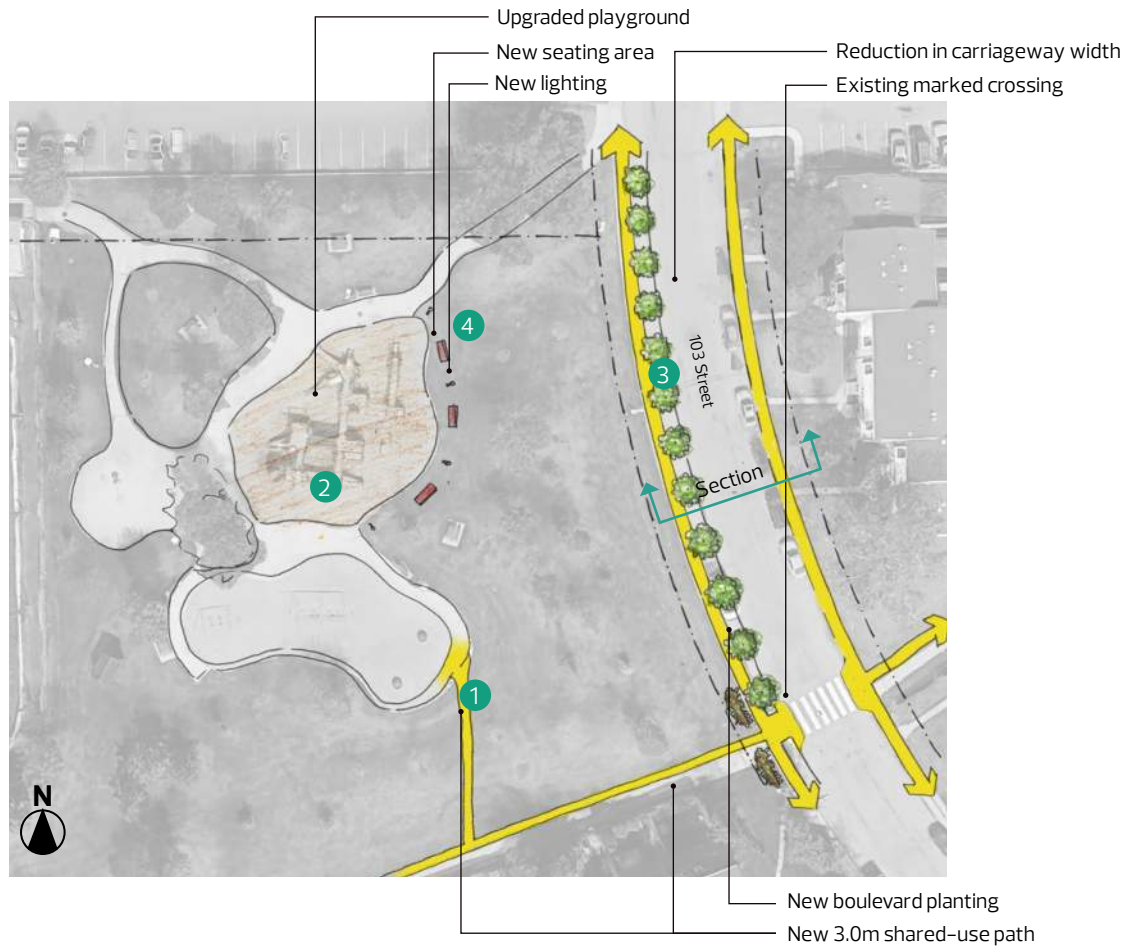 Upgraded playground
New seating area
New lighting
Reduction in carriageway width
Existing marked crossing
4
3
103 Street
Section
2
1
N
New boulevard planting
New 3.0m shared-use path